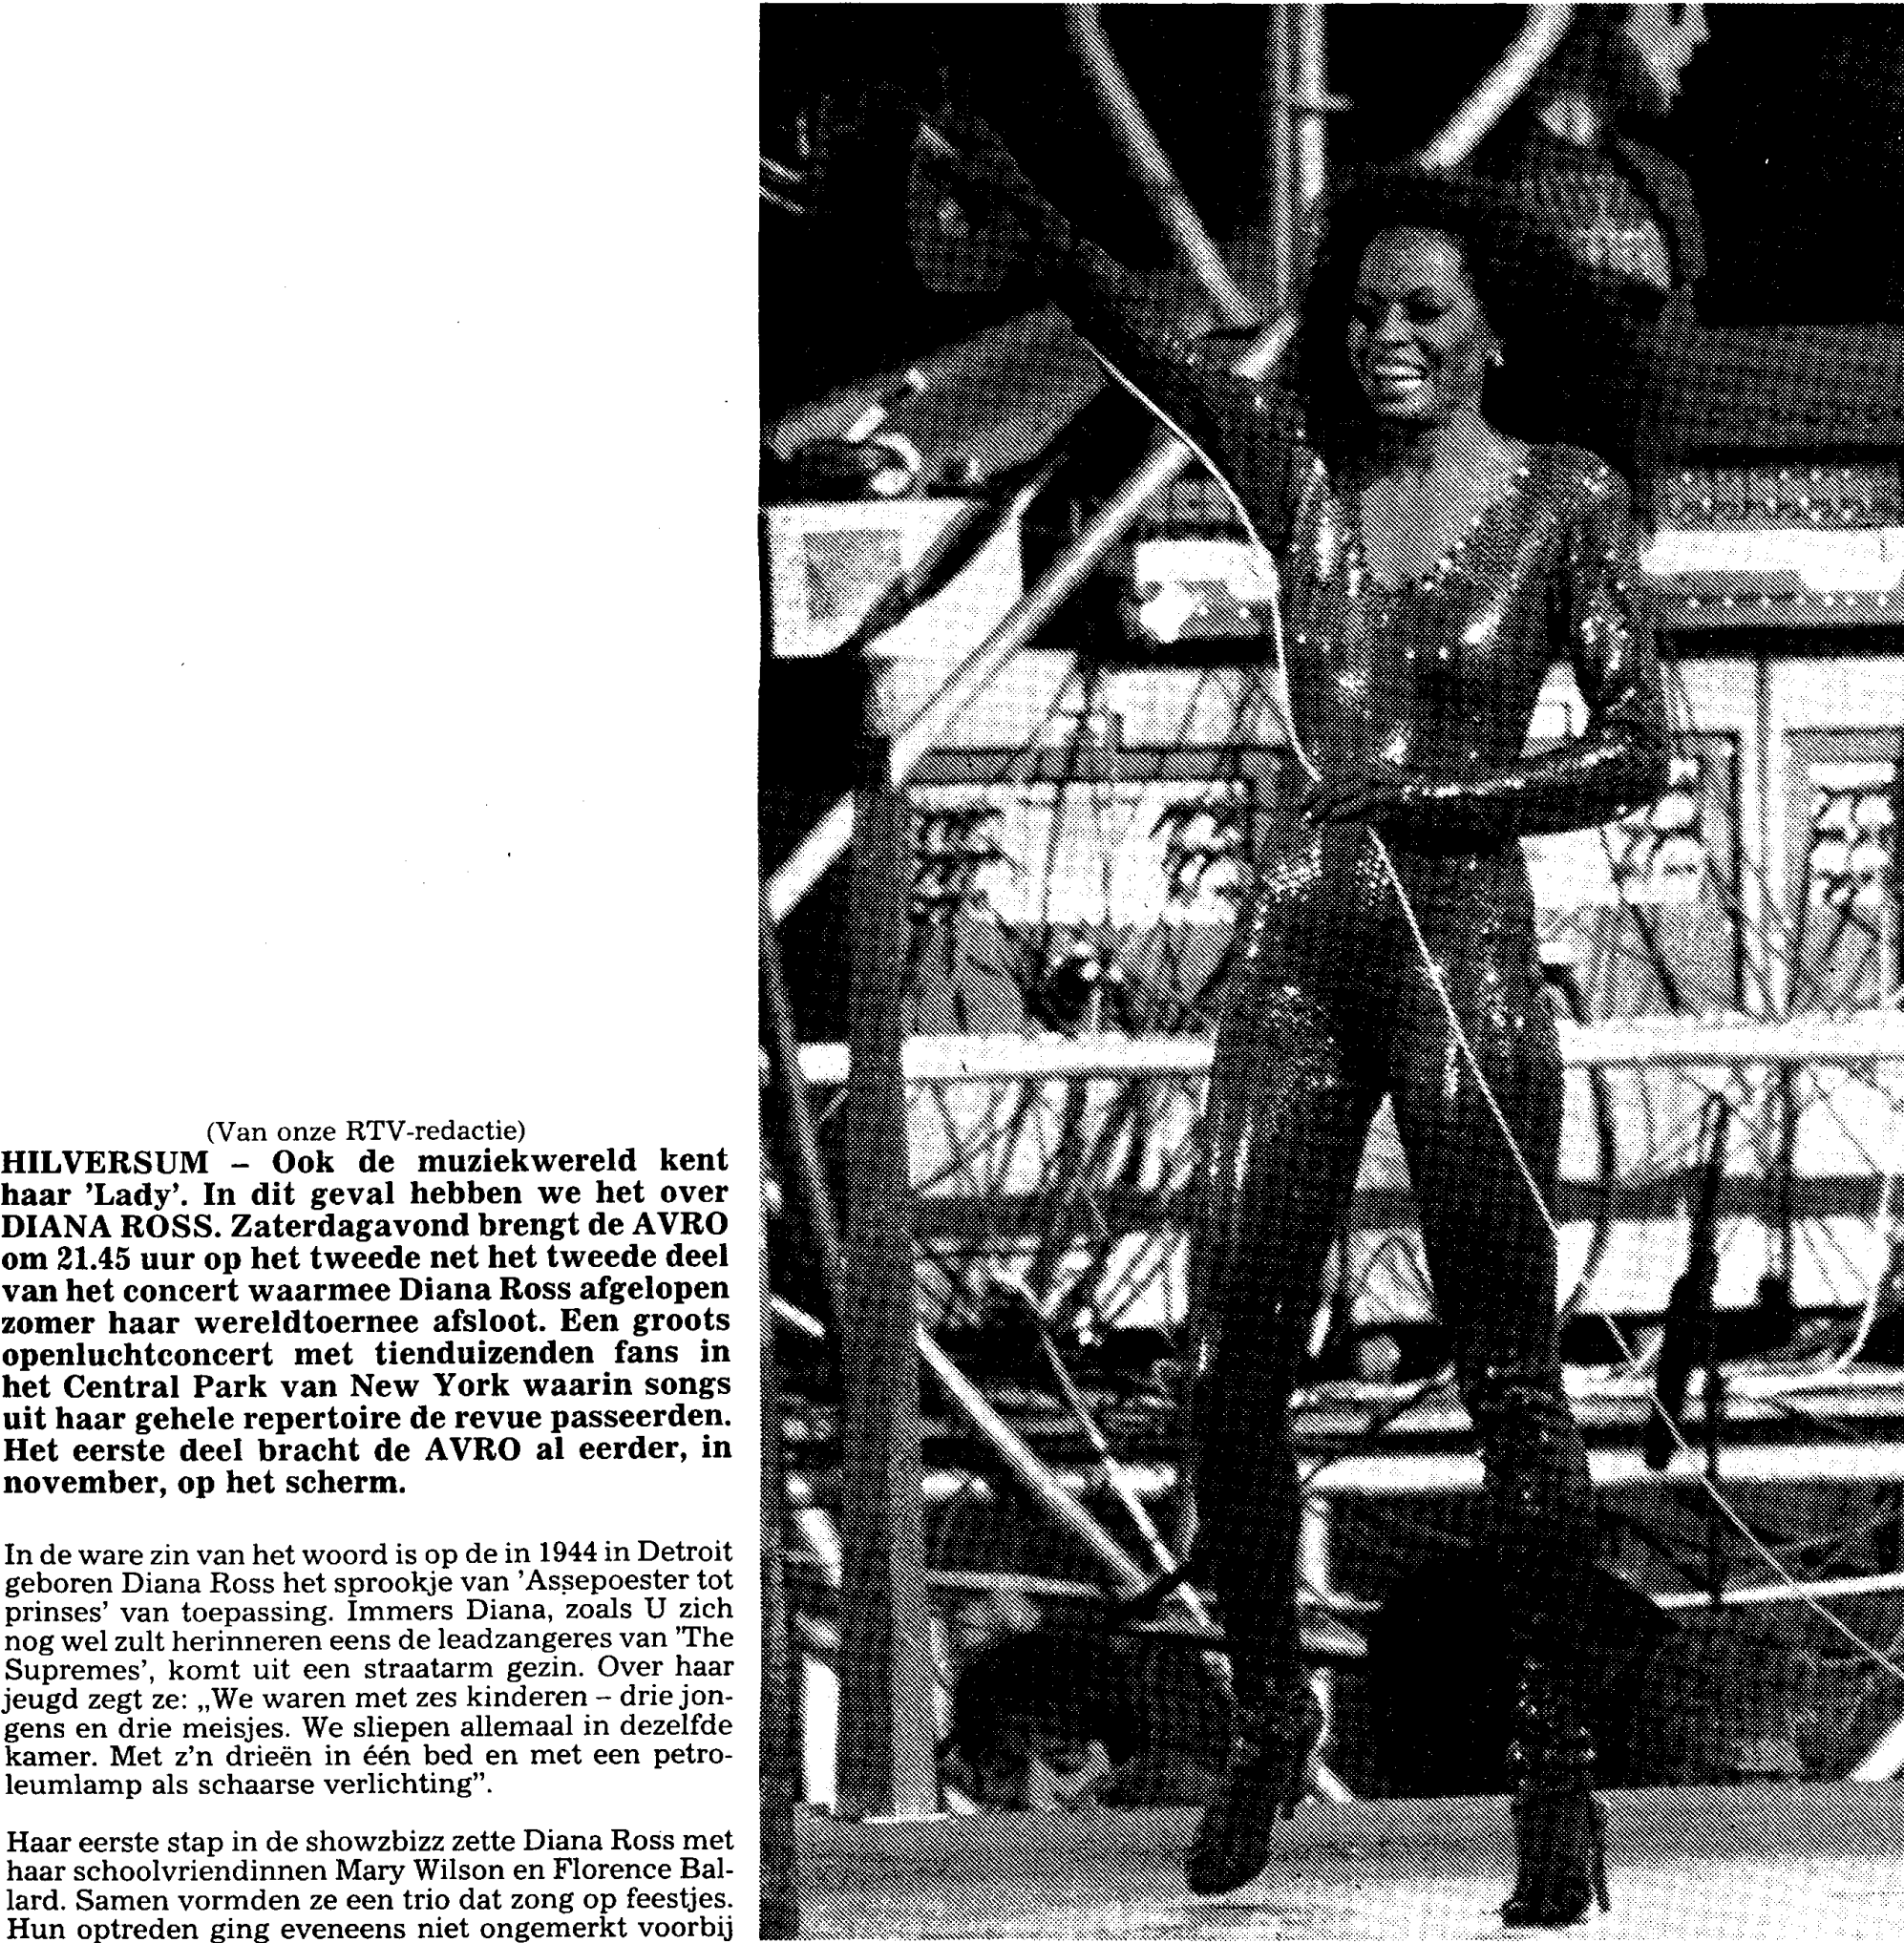 (Van onze RTV-redactie)
HILVERSUM – Ook de muziekwereld kent
haar ’Lady’. In dit geval hebben we het over
DIANA ROSS. Zaterdagavond brengt de AVRO
om 21.45 uur op het tweede net het tweede deel
van het concert waarmee Diana Ross afgelopen
zomer haar wereldtoernee afsloot. Een groots
openluchtconcert met tienduizenden fans in
het Central Park van New York waarin songs
uit haar gehele repertoire de revue passeerden.
Het eerste deel bracht de AVRO al eerder, in
november, op het scherm.
In de ware zin van het woord is op de in 1944 in Detroit
geboren Diana Ross het sprookje van ’Assepoester tot
prinses’ van toepassing. Immers Diana, zoals U zich
nog wel zult herinneren eens de leadzangeres van ’The
Supremes’, komt uit een straatarm gezin. Over haar
jeugd zegt ze: „We waren met zes kinderen – drie jon-
gens en drie meisjes. We sliepen allemaal in dezelfde
kamer. Met z’n drieën in één bed en met een petro-
leumlamp als schaarse verlichting”.
Haar eerste stap in de showzbizz zette Diana Ross met
haar schoolvriendinnen Mary Wilson en Florence Bal-
lard. Samen vormden ze een trio dat zong op feestjes.
Hun optreden ging eveneens niet ongemerkt voorbij